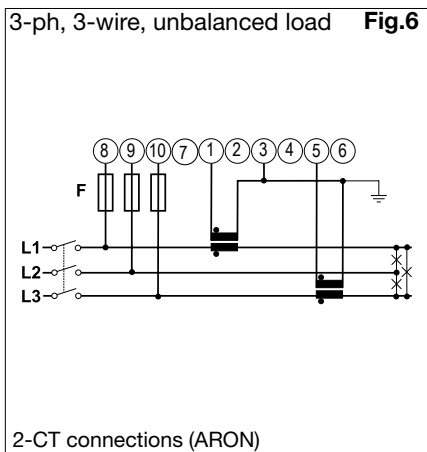 3-ph, 3-wire, unbalanced load Fig.6
8 9 10 7 1 2 3 4 5 6
F
L1
L2
L3
2-CT connections (ARON)